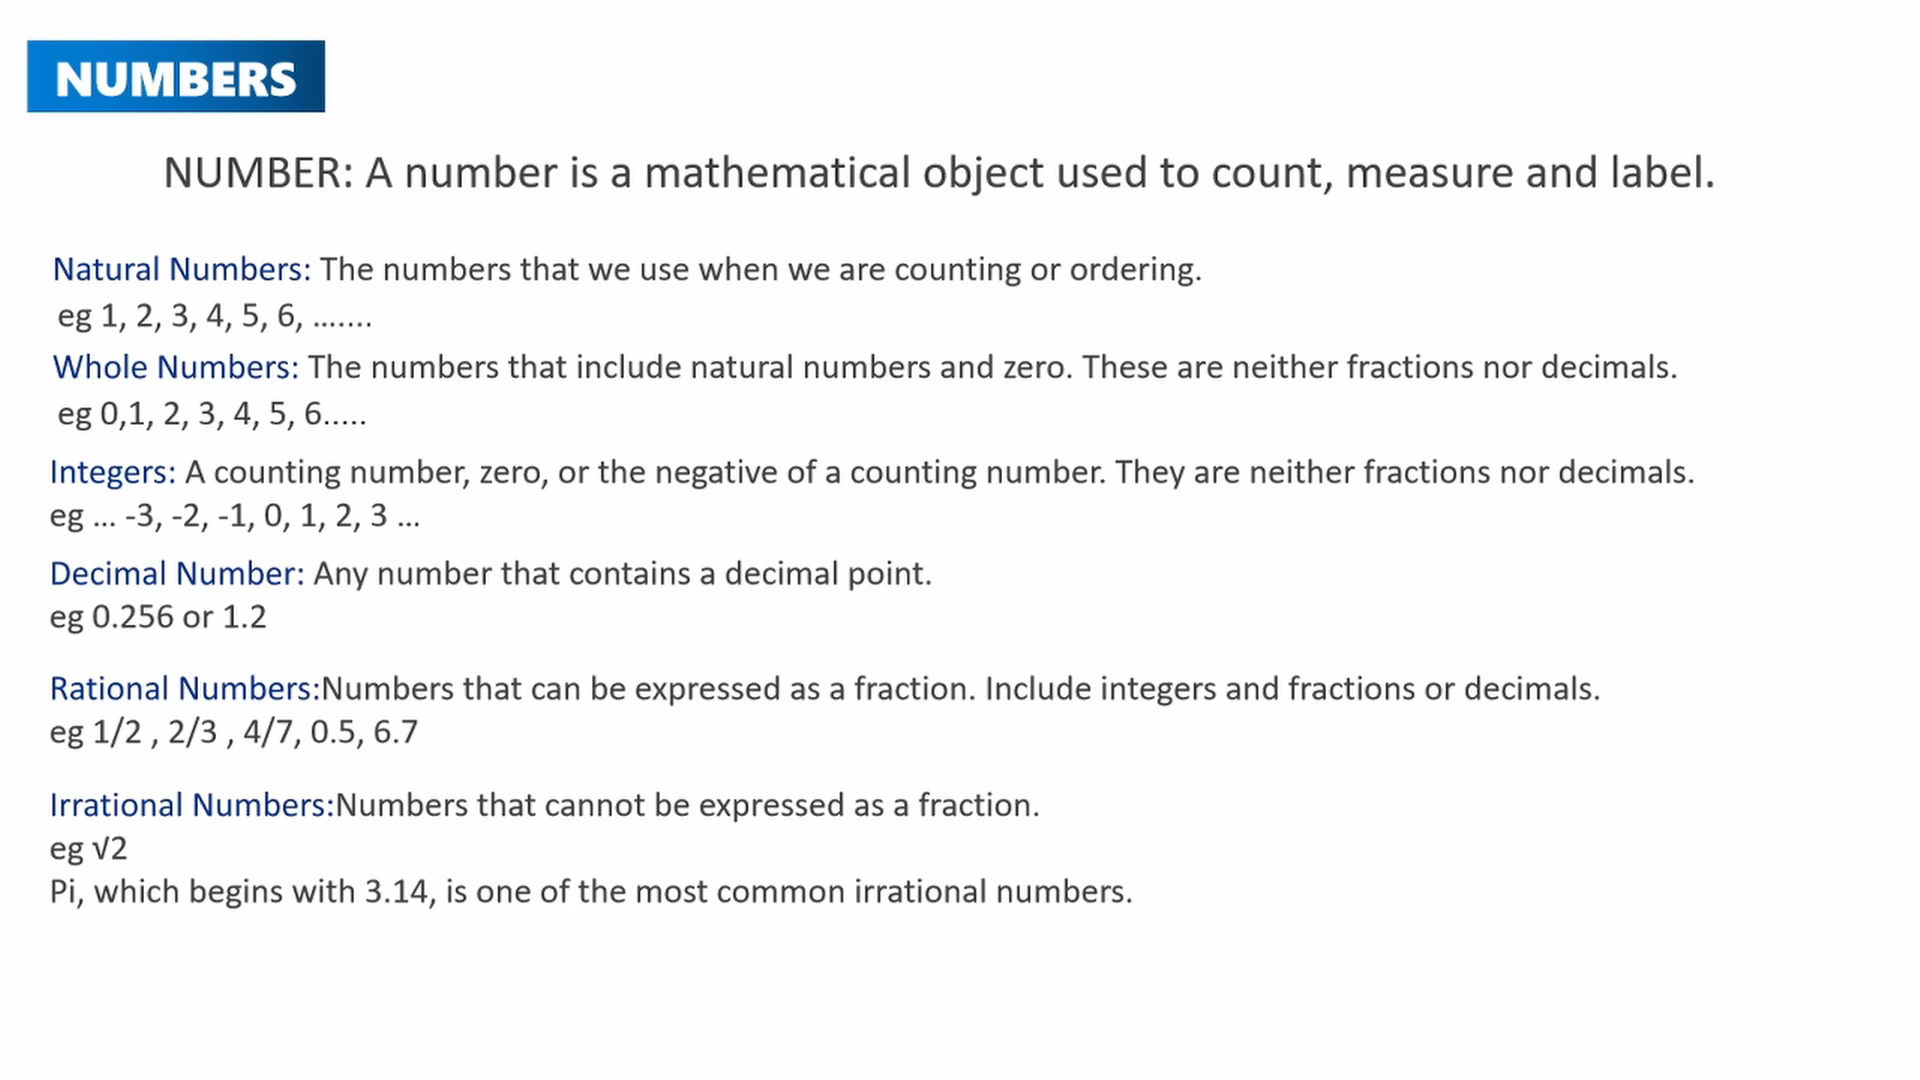 NUMBERS
NUMBER: A number is a mathematical object used to count, measure and label.
Natural Numbers: The numbers that we use when we are counting or ordering.
eg 1, 2, 3, 4, 5, 6, ........
Whole Numbers: The numbers that include natural numbers and zero. These are neither fractions nor decimals.
eg 0,1, 2, 3, 4, 5, 6.....
Integers: A counting number, zero, or the negative of a counting number. They are neither fractions nor decimals.
eg ... -3, -2, -1, 0, 1, 2, 3 ...
Decimal Number: Any number that contains a decimal point.
eg 0.256 or 1.2
Rational Numbers:Numbers that can be expressed as a fraction. Include integers and fractions or decimals.
eg 1/2 , 2/3 , 4/7, 0.5, 6.7
Irrational Numbers:Numbers that cannot be expressed as a fraction.
eg √2
Pi, which begins with 3.14, is one of the most common irrational numbers.